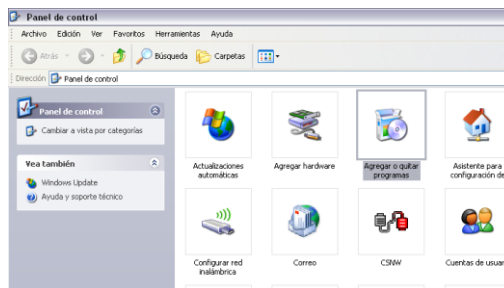 Panel de control
Archivo Edición Ver Favoritos Herramientas Ayuda
Atrás Búsqueda Carpetas
Dirección Panel de control
Panel de control
Cambiar a vista por categorías
Vea también
Windows Update
Ayuda y soporte técnico
Actualizaciones automáticas
Agregar hardware
Agregar o quitar programas
Asistente para configuración de
Configurar red inalámbrica
Correo
CSNW
Cuentas de usuar